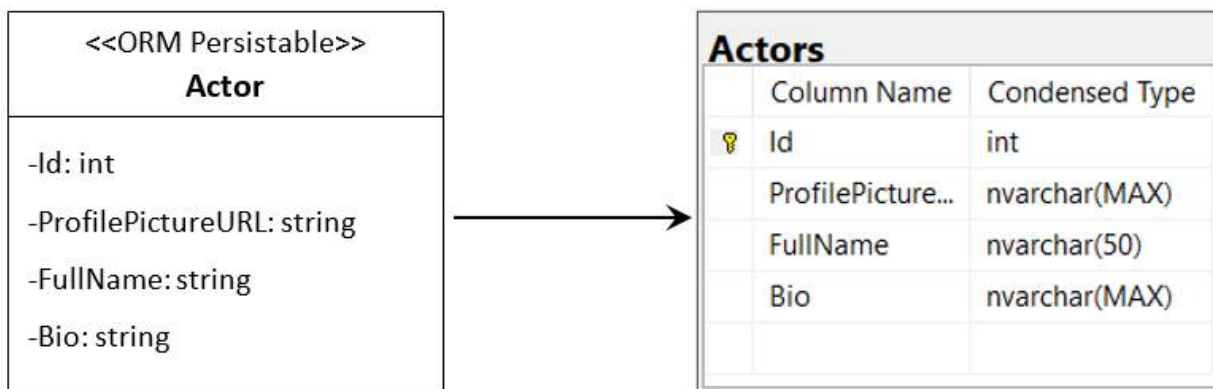 <<ORM Persistable>>
Actor
-Id: int
-ProfilePictureURL: string
-FullName: string
-Bio: string
Actors
Column Name Condensed Type
Id int
ProfilePicture... nvarchar(MAX)
FullName nvarchar(50)
Bio nvarchar(MAX)